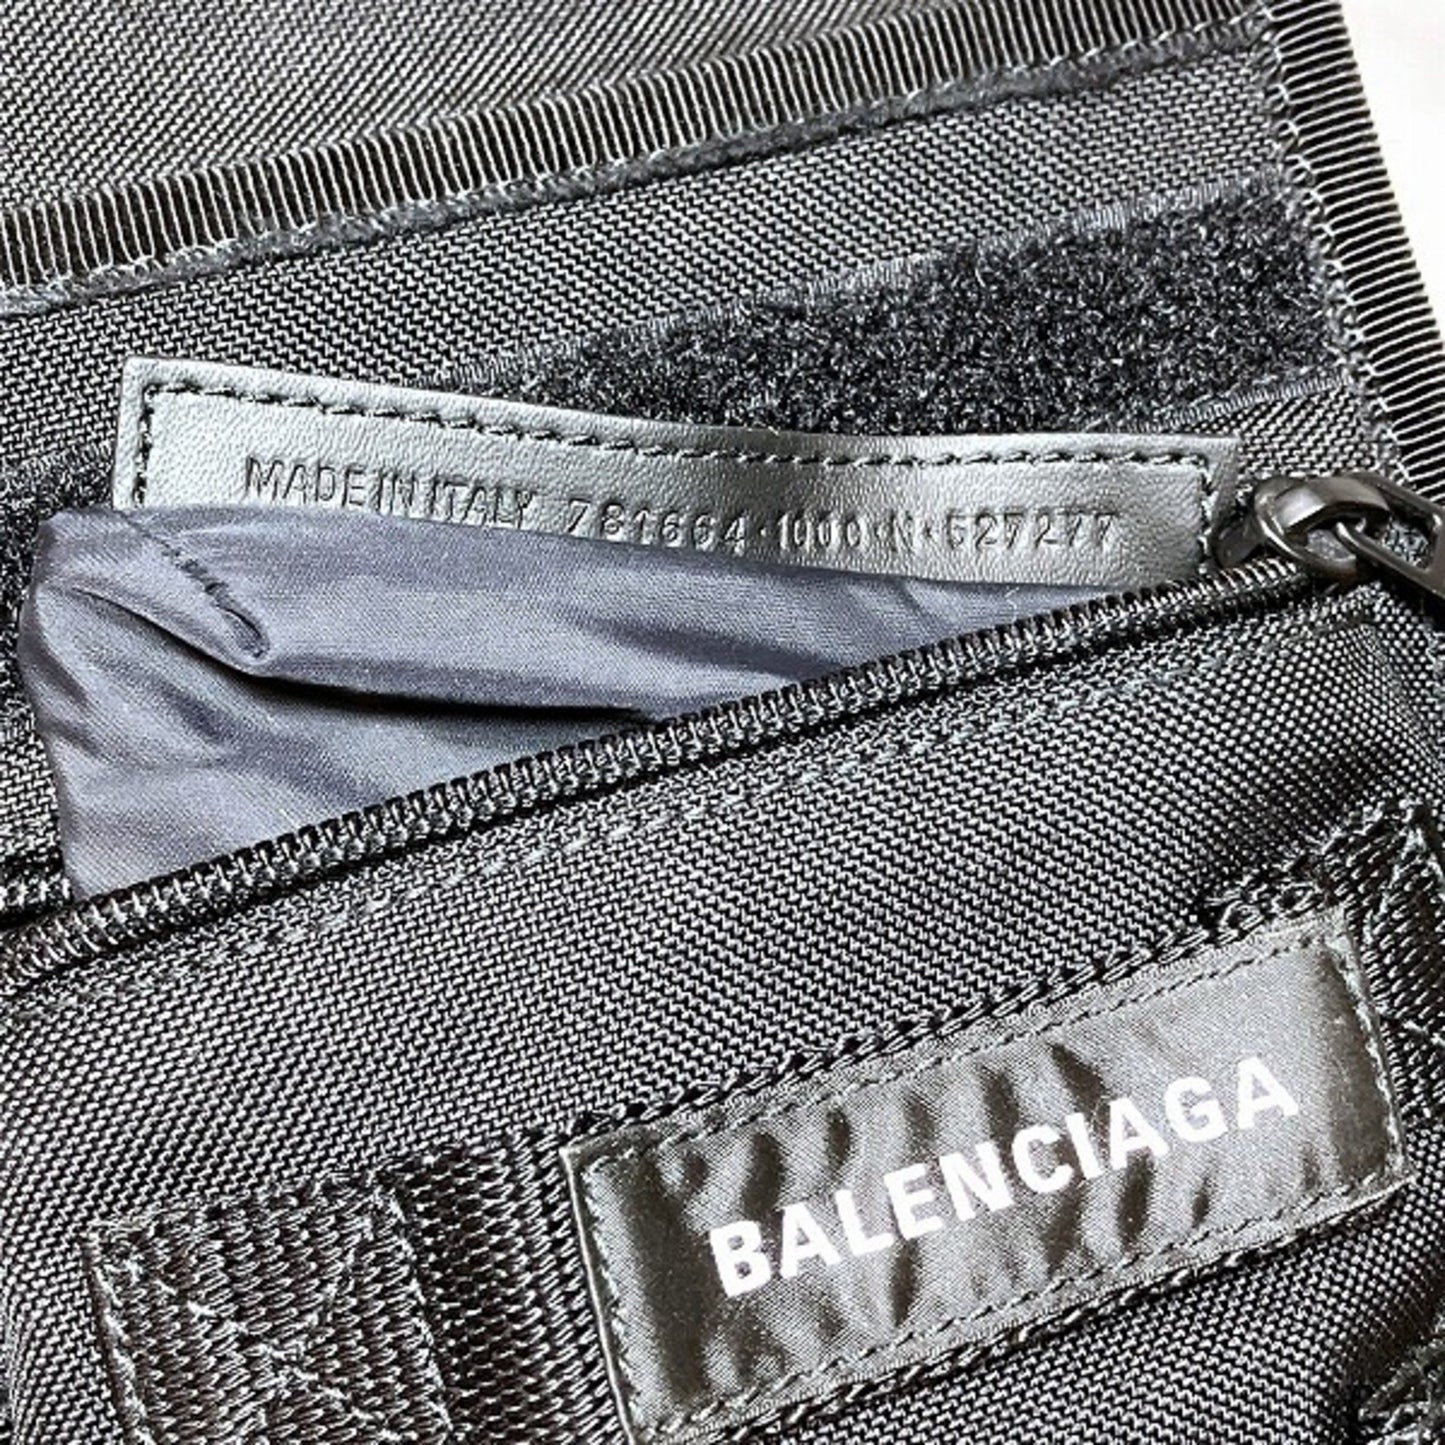 MADE IN ITALY 781664·1000·N·527277
BALENCIAGA